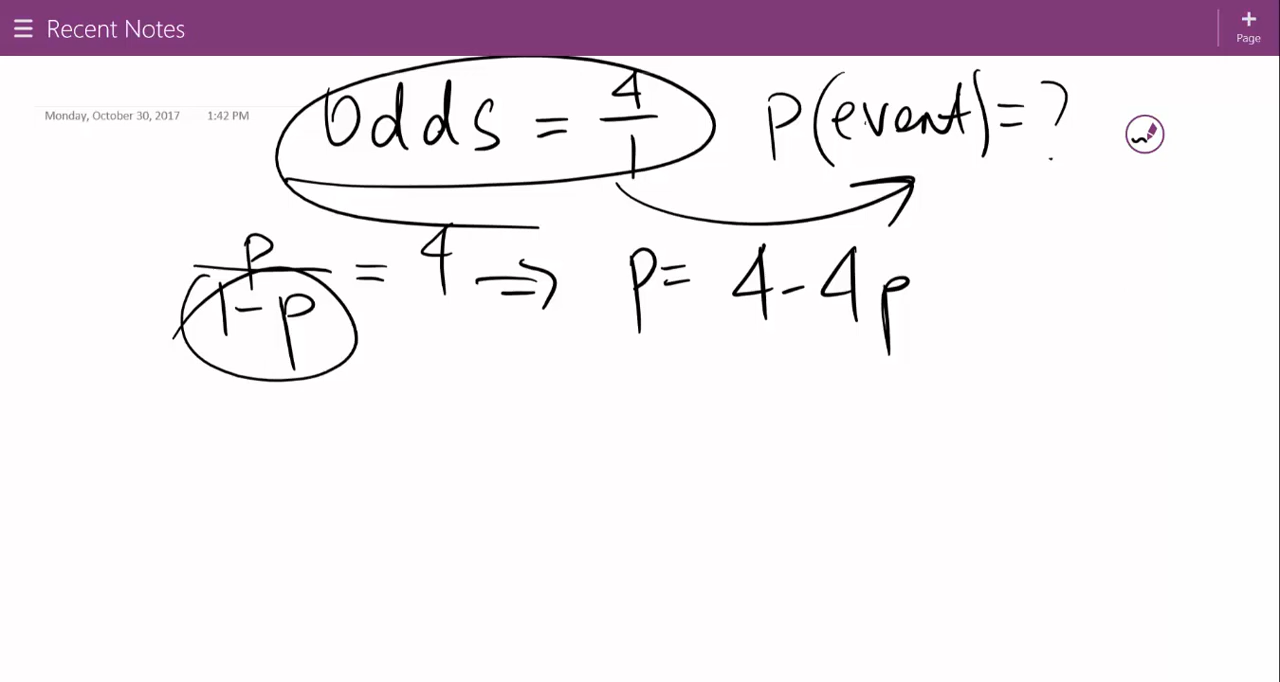 Recent Notes
Page
Monday, October 30, 2017 1:42 PM
Odds = 4/1 P(event) = ?
p/(1-p) = 4 ⇒ p = 4 - 4p